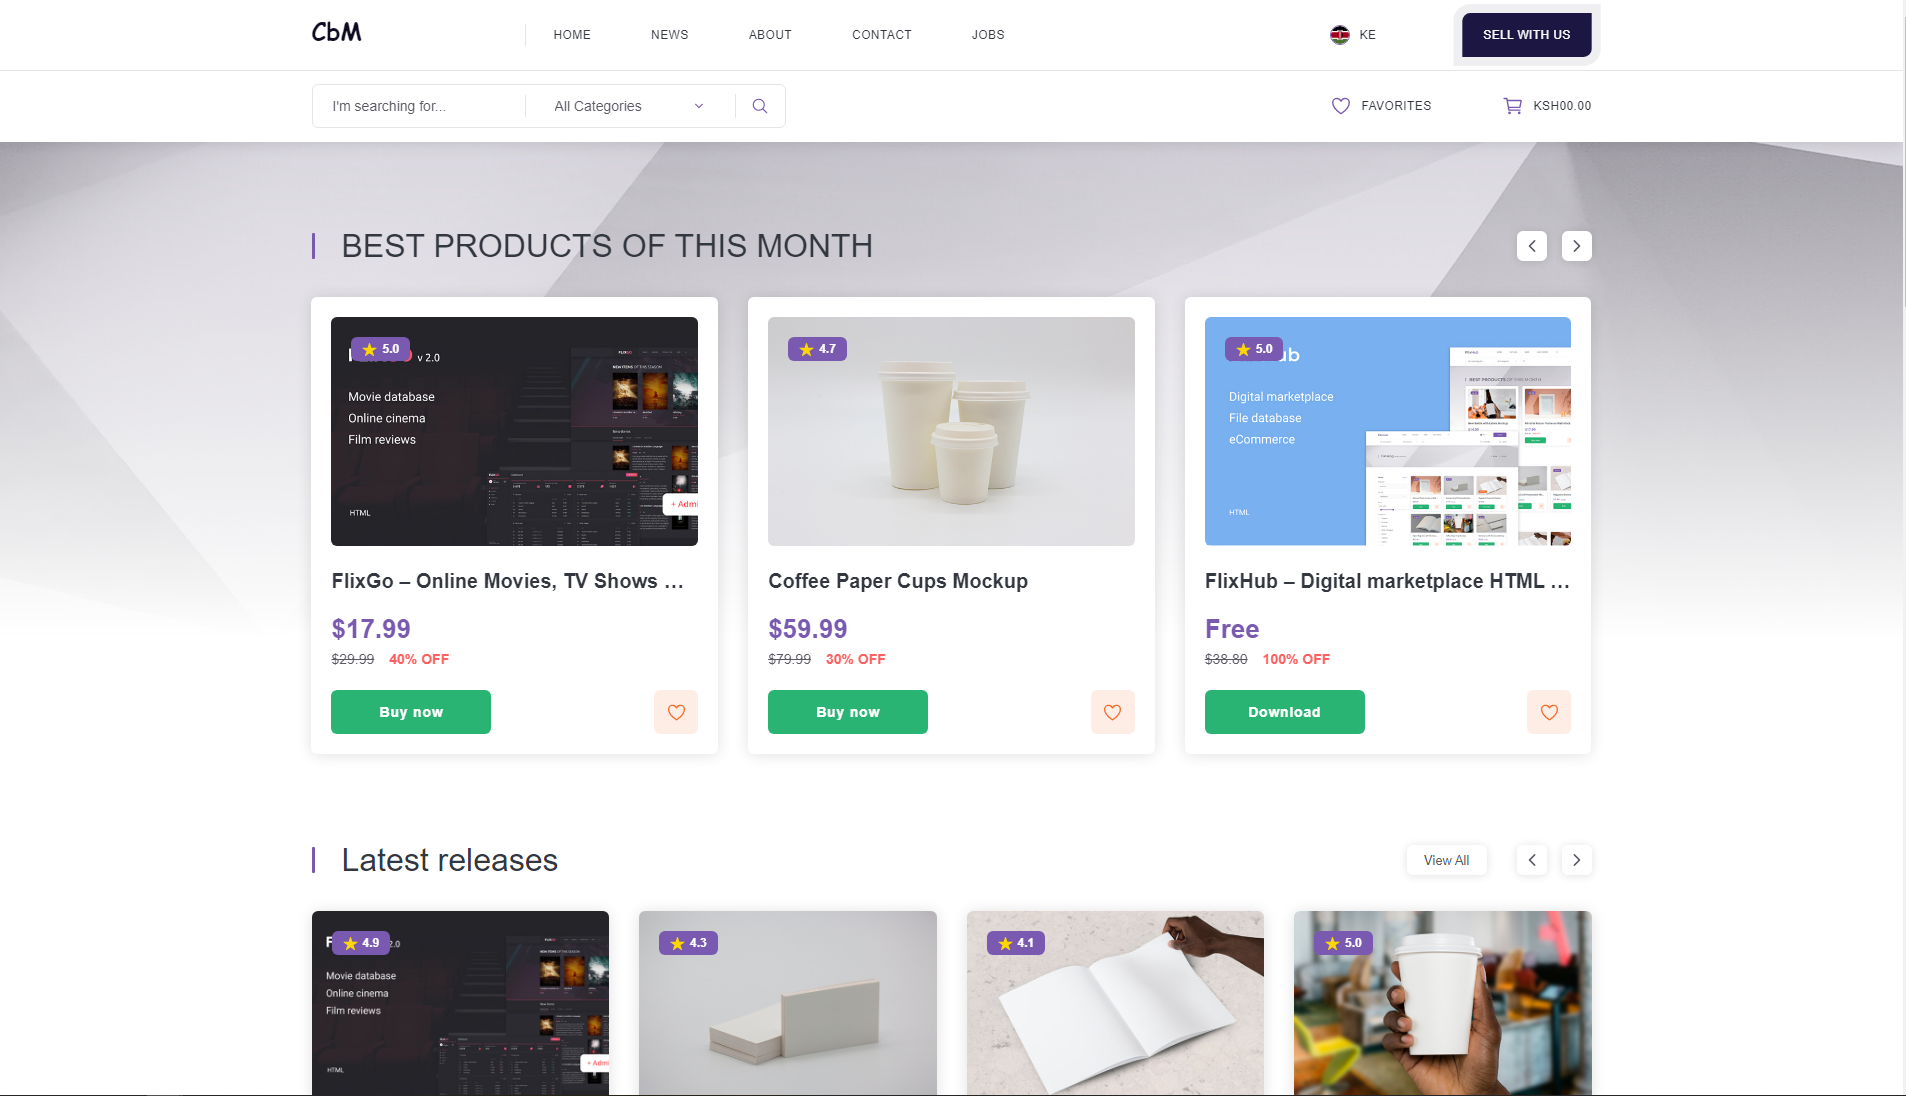 CbM
HOME NEWS ABOUT CONTACT JOBS
KE
SELL WITH US
I'm searching for...
All Categories
FAVORITES
KSH00.00
BEST PRODUCTS OF THIS MONTH
5.0
v 2.0
Movie database
Online cinema
Film reviews
HTML
+ Admi
FlixGo – Online Movies, TV Shows ...
$17.99
$29.99 40% OFF
Buy now
4.7
Coffee Paper Cups Mockup
$59.99
$79.99 30% OFF
Buy now
5.0
ub
Digital marketplace
File database
eCommerce
HTML
BEST PRODUCTS OF THIS MONTH
FlixHub – Digital marketplace HTML ...
Free
$38.80 100% OFF
Download
Latest releases
View All
4.9
2.0
Movie database
Online cinema
Film reviews
HTML
+ Admi
4.3
4.1
5.0